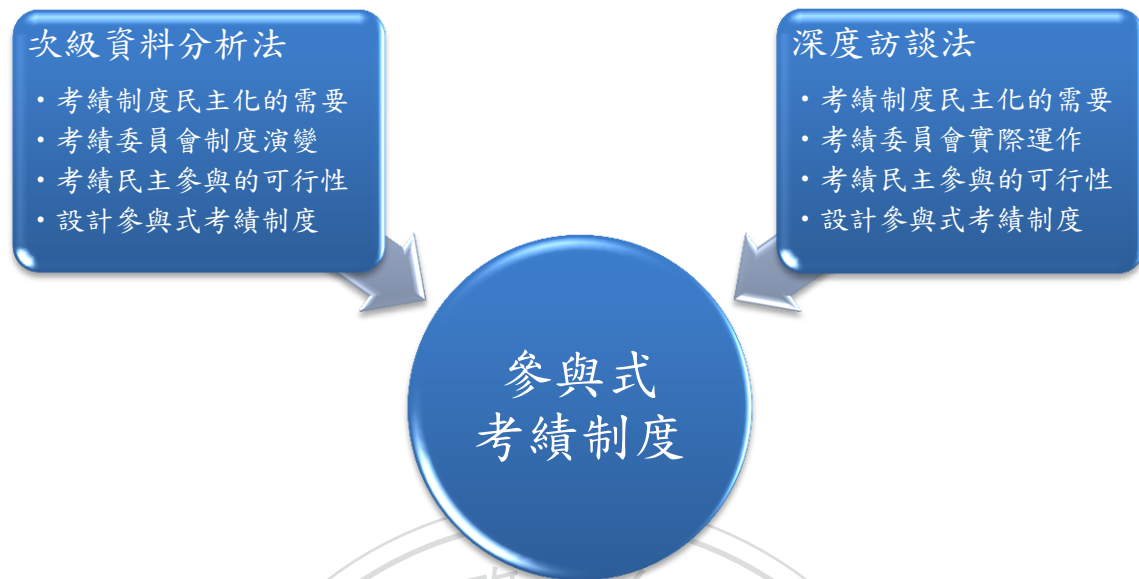 次級資料分析法
・考績制度民主化的需要
・考績委員會制度演變
・考績民主參與的可行性
・設計參與式考績制度
深度訪談法
・考績制度民主化的需要
・考績委員會實際運作
・考績民主參與的可行性
・設計參與式考績制度
參與式
考績制度